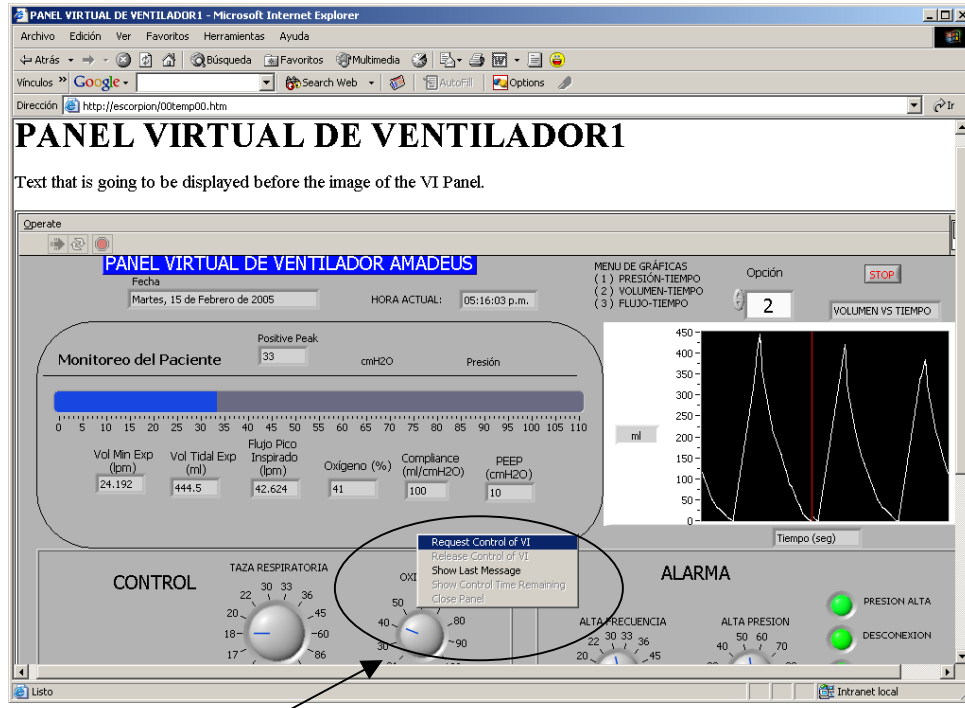 PANEL VIRTUAL DE VENTILADOR1 - Microsoft Internet Explorer
Archivo Edición Ver Favoritos Herramientas Ayuda
Atrás Búsqueda Favoritos Multimedia
Vínculos » Google Search Web AutoFill Options
Dirección http://escorpion/00temp00.htm Ir
PANEL VIRTUAL DE VENTILADOR1
Text that is going to be displayed before the image of the VI Panel.
Operate
PANEL VIRTUAL DE VENTILADOR AMADEUS
Fecha
Martes, 15 de Febrero de 2005
HORA ACTUAL: 05:16:03 p.m.
MENU DE GRÁFICAS
(1) PRESIÓN-TIEMPO
(2) VOLUMEN-TIEMPO
(3) FLUJO-TIEMPO
Opción
2
STOP
VOLUMEN VS TIEMPO
Monitoreo del Paciente
Positive Peak
33
cmH2O
Presión
0 5 10 15 20 25 30 35 40 45 50 55 60 65 70 75 80 85 90 95 100 105 110
Vol Min Exp
(lpm)
24.192
Vol Tidal Exp
(ml)
444.5
Flujo Pico
Inspirado
(lpm)
42.624
Oxígeno (%)
41
Compliance
(ml/cmH2O)
100
PEEP
(cmH2O)
10
ml
450
400
350
300
250
200
150
100
50
0
Tiempo (seg)
Request Control of VI
Release Control of VI
Show Last Message
Show Control Time Remaining
Close Panel
CONTROL
TAZA RESPIRATORIA
17 18 20 22 30 33 36 45 60 86
OXI
30 40 50 80 90
ALARMA
ALTA FRECUENCIA
20 22 30 33 36 45
ALTA PRESION
40 50 60 70
PRESION ALTA
DESCONEXION
Listo
Intranet local